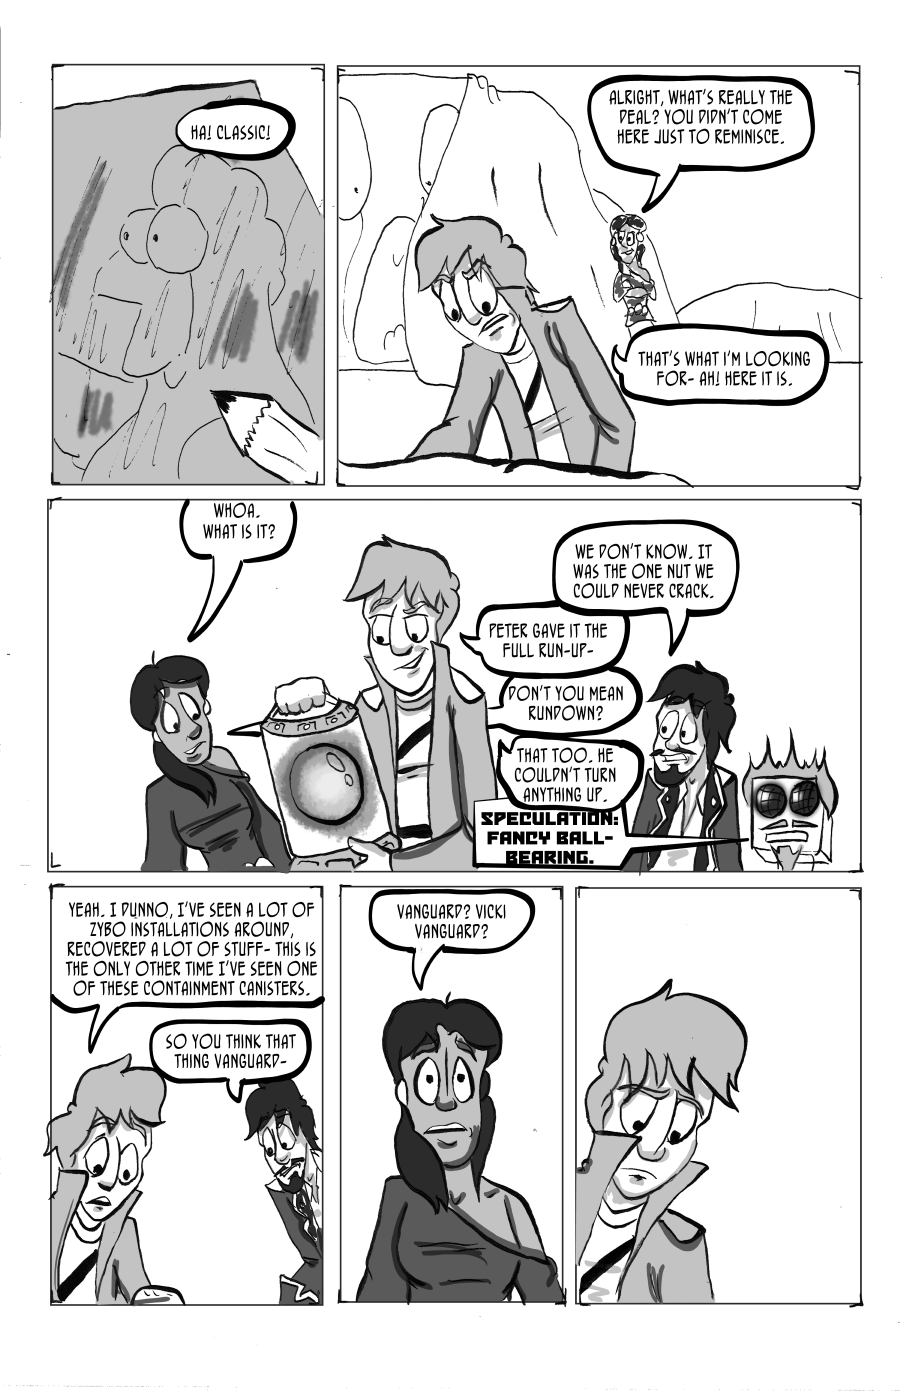 HA! CLASSIC!
ALRIGHT, WHAT'S REALLY THE
DEAL? YOU DIDN'T COME
HERE JUST TO REMINISCE.
THAT'S WHAT I'M LOOKING
FOR- AH! HERE IT IS.
WHOA.
WHAT IS IT?
WE DON'T KNOW. IT
WAS THE ONE NUT WE
COULD NEVER CRACK.
PETER GAVE IT THE
FULL RUN-UP-
DON'T YOU MEAN
RUNDOWN?
THAT TOO. HE
COULDN'T TURN
ANYTHING UP.
SPECULATION:
FANCY BALL-
BEARING.
YEAH. I DUNNO, I'VE SEEN A LOT OF
ZYBO INSTALLATIONS AROUND,
RECOVERED A LOT OF STUFF- THIS IS
THE ONLY OTHER TIME I'VE SEEN ONE
OF THESE CONTAINMENT CANISTERS.
SO YOU THINK THAT
THING VANGUARD-
VANGUARD? VICKI
VANGUARD?